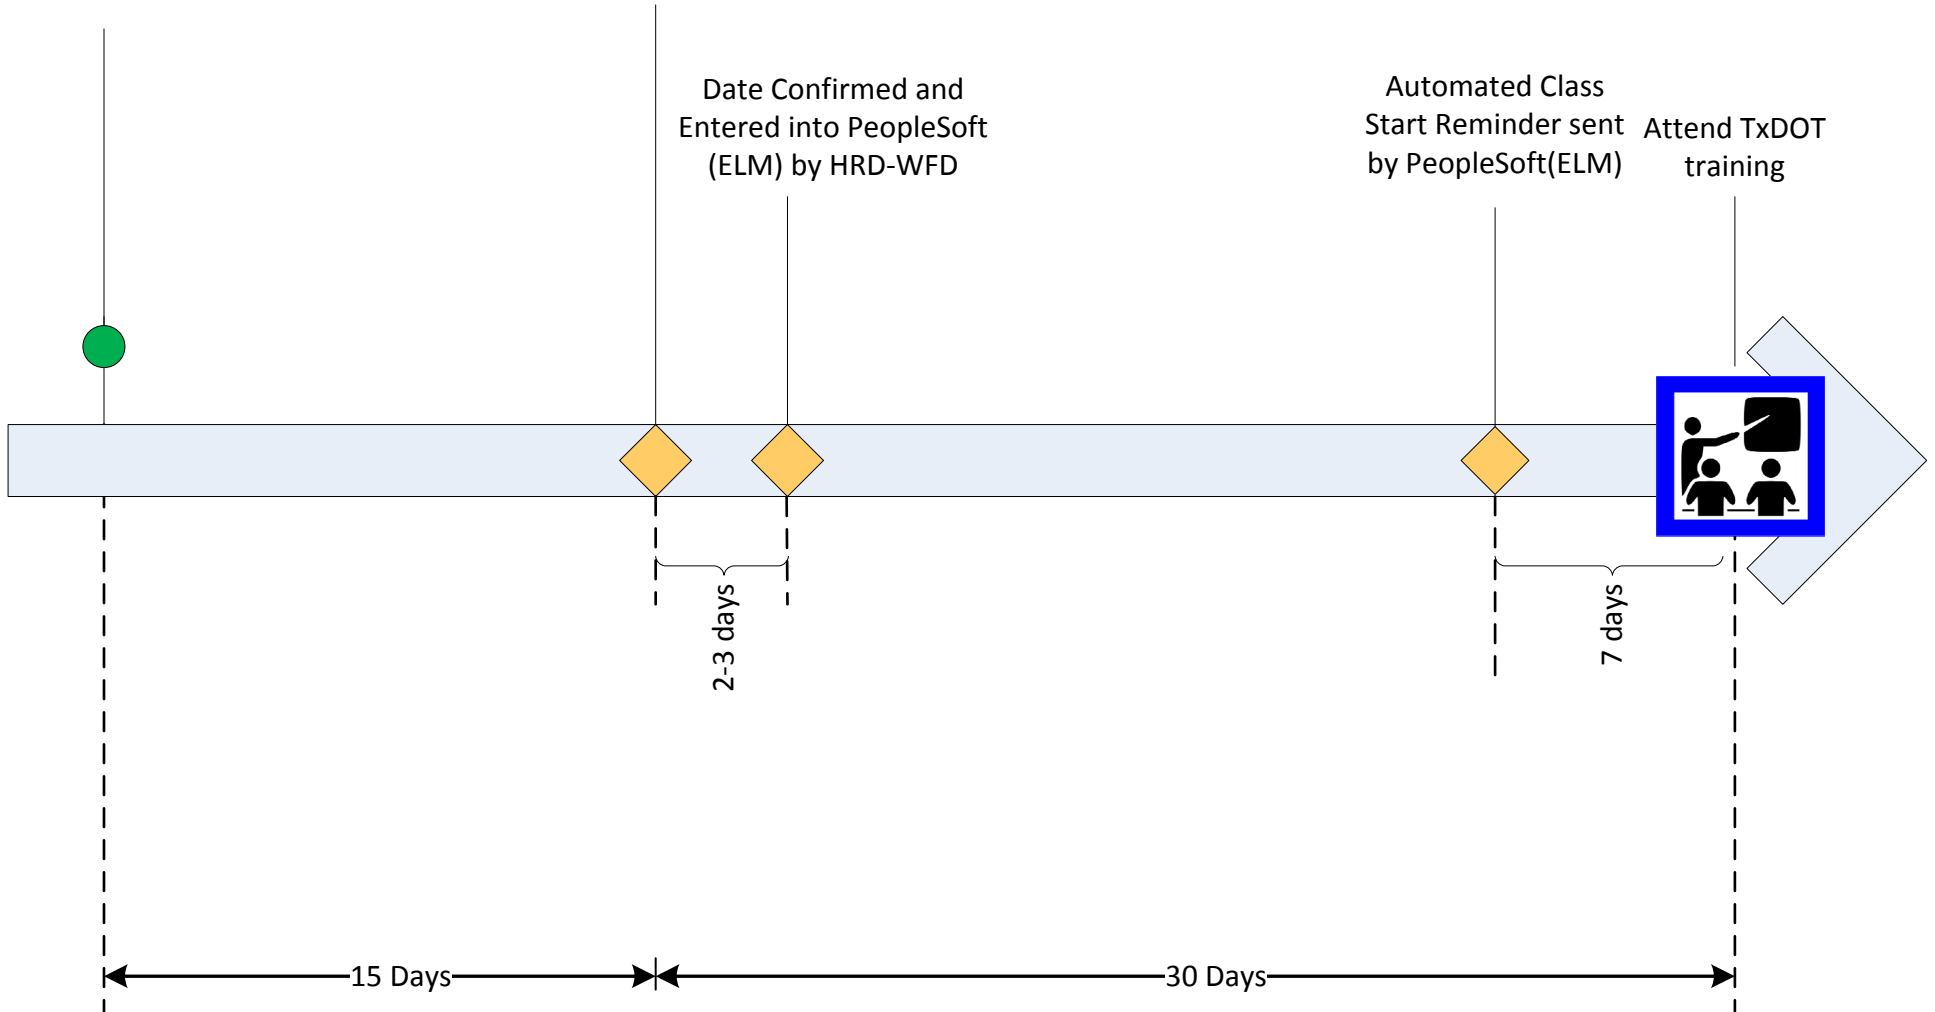 Date Confirmed and
Entered into PeopleSoft
(ELM) by HRD-WFD
Automated Class
Start Reminder sent
by PeopleSoft(ELM)
Attend TxDOT
training
2-3 days
7 days
15 Days
30 Days